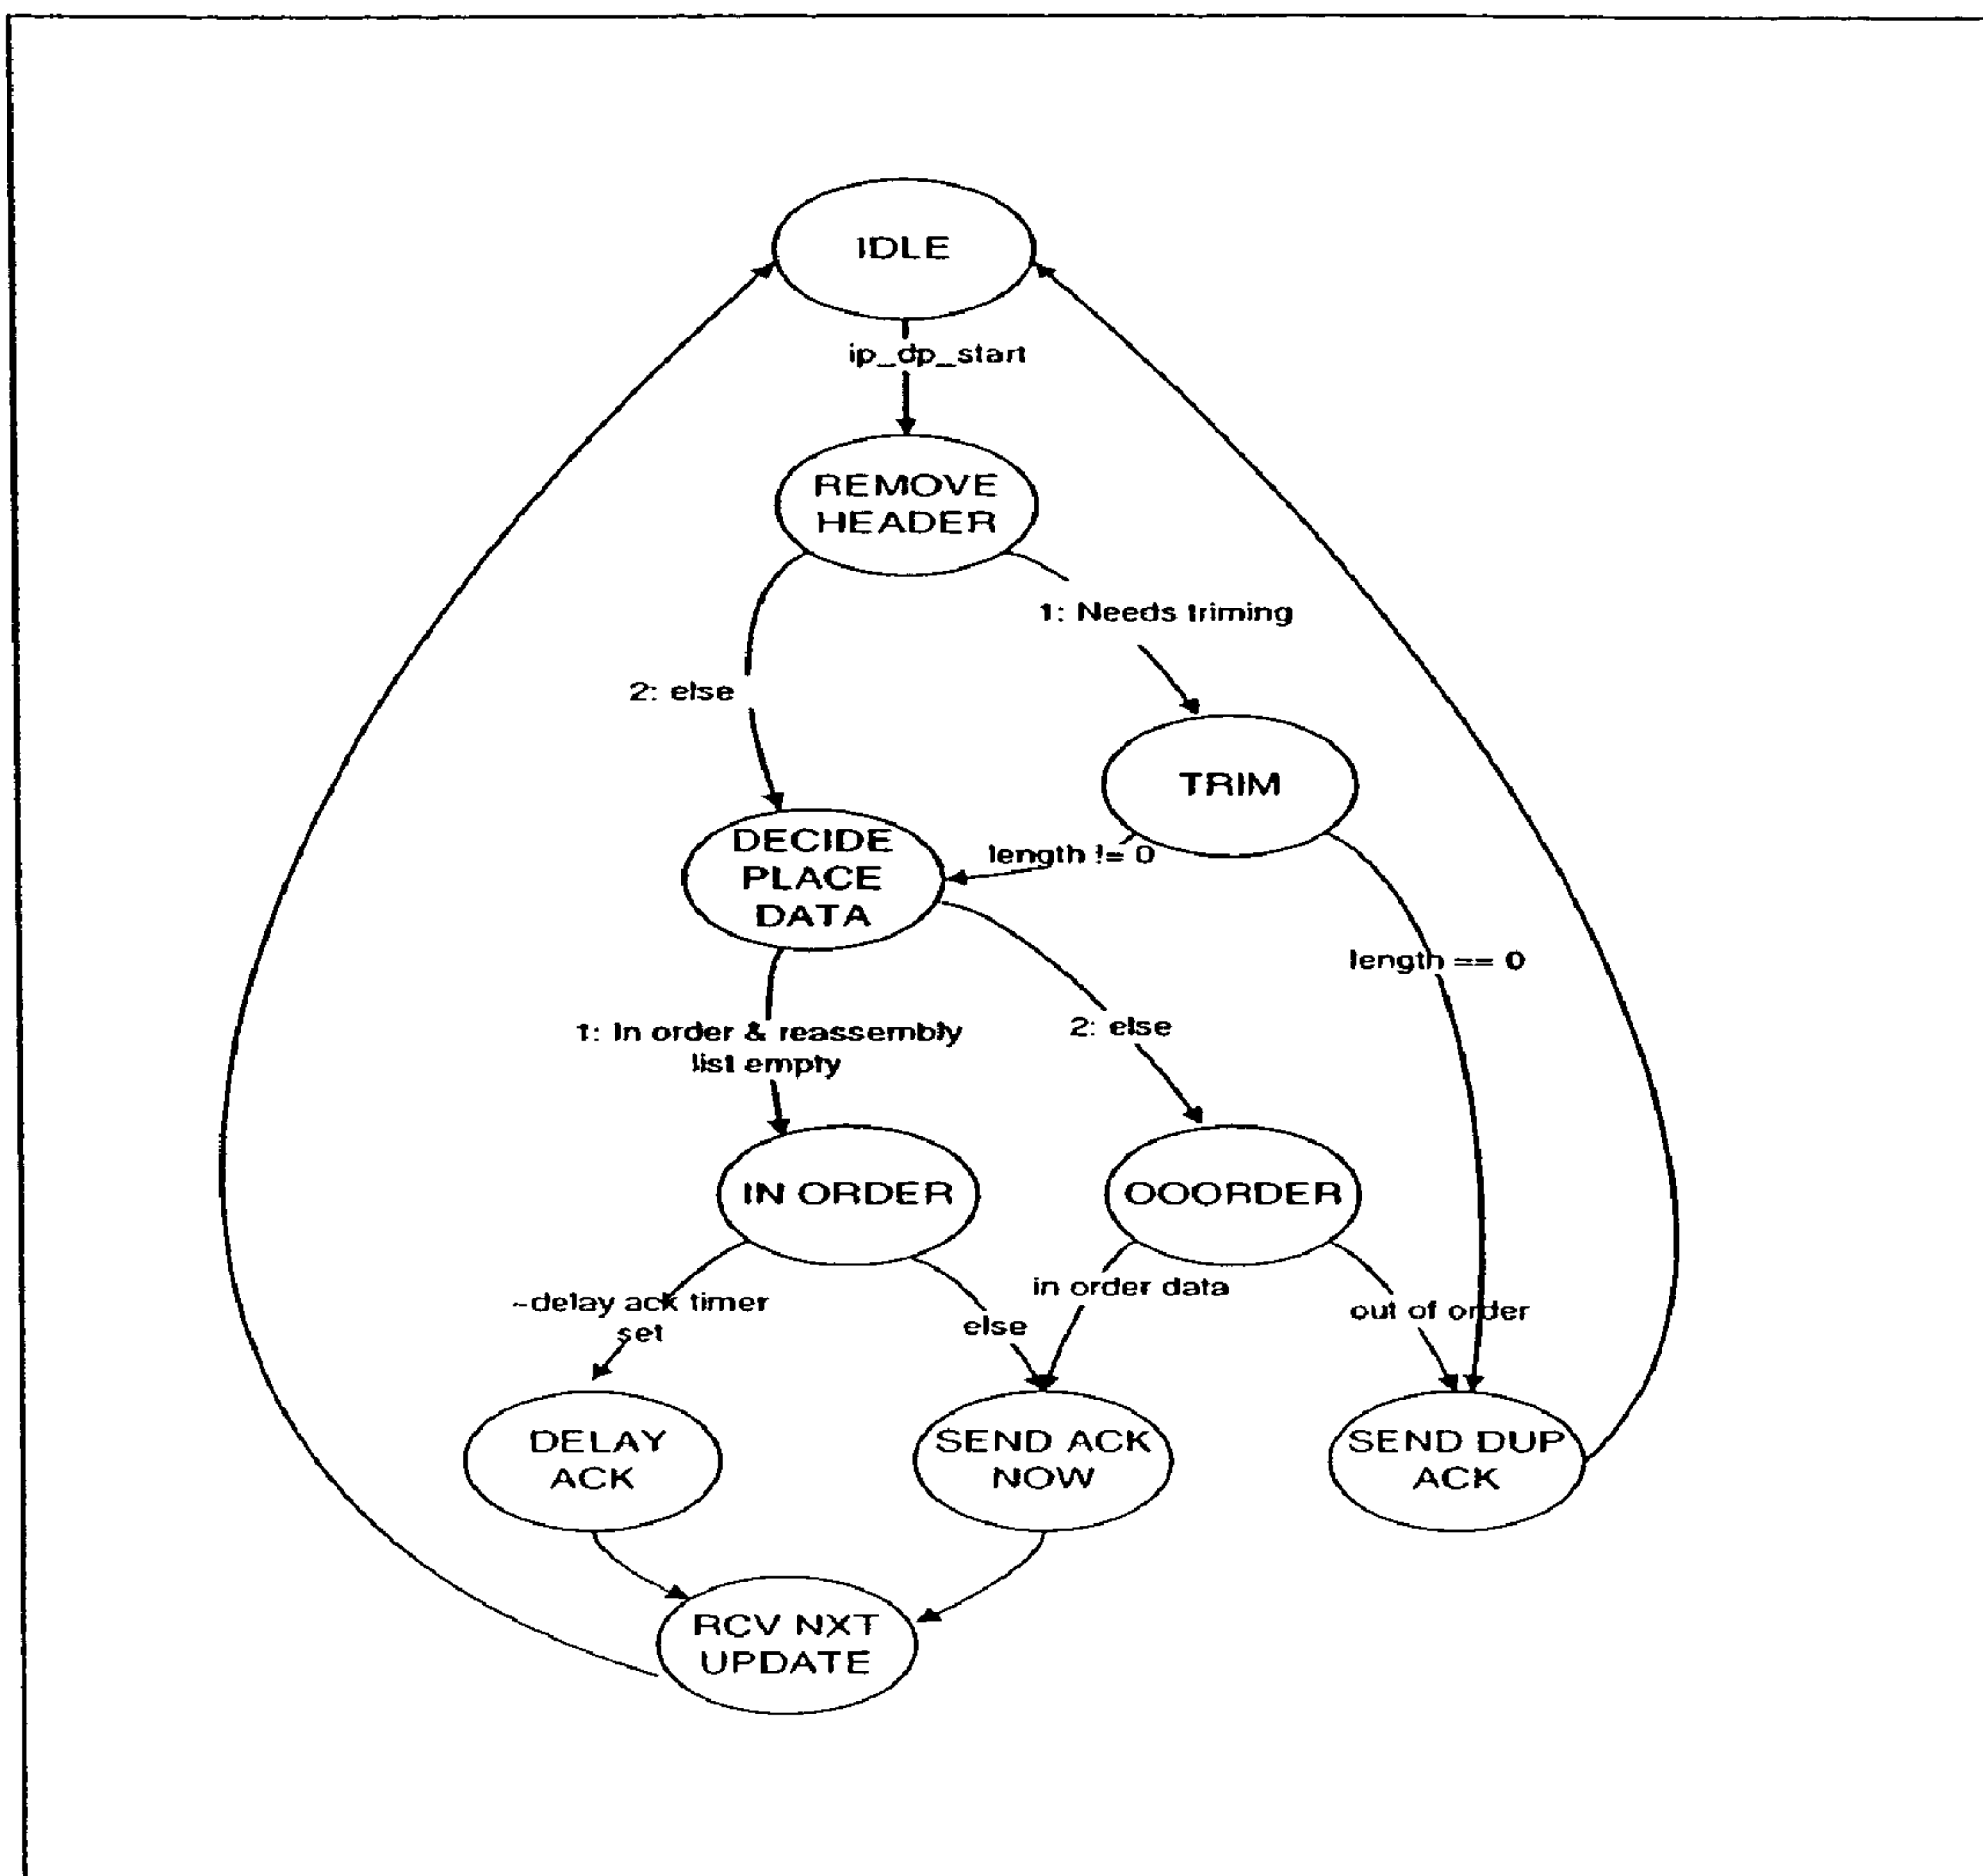 IDLE
ip_dp_start
REMOVE
HEADER
1: Needs triming
2: else
TRIM
DECIDE
PLACE
DATA
length != 0
length == 0
1: In order & reassembly
list empty
2: else
IN ORDER
OOORDER
~delay ack timer
set
else
in order data
out of order
DELAY
ACK
SEND ACK
NOW
SEND DUP
ACK
RCV NXT
UPDATE